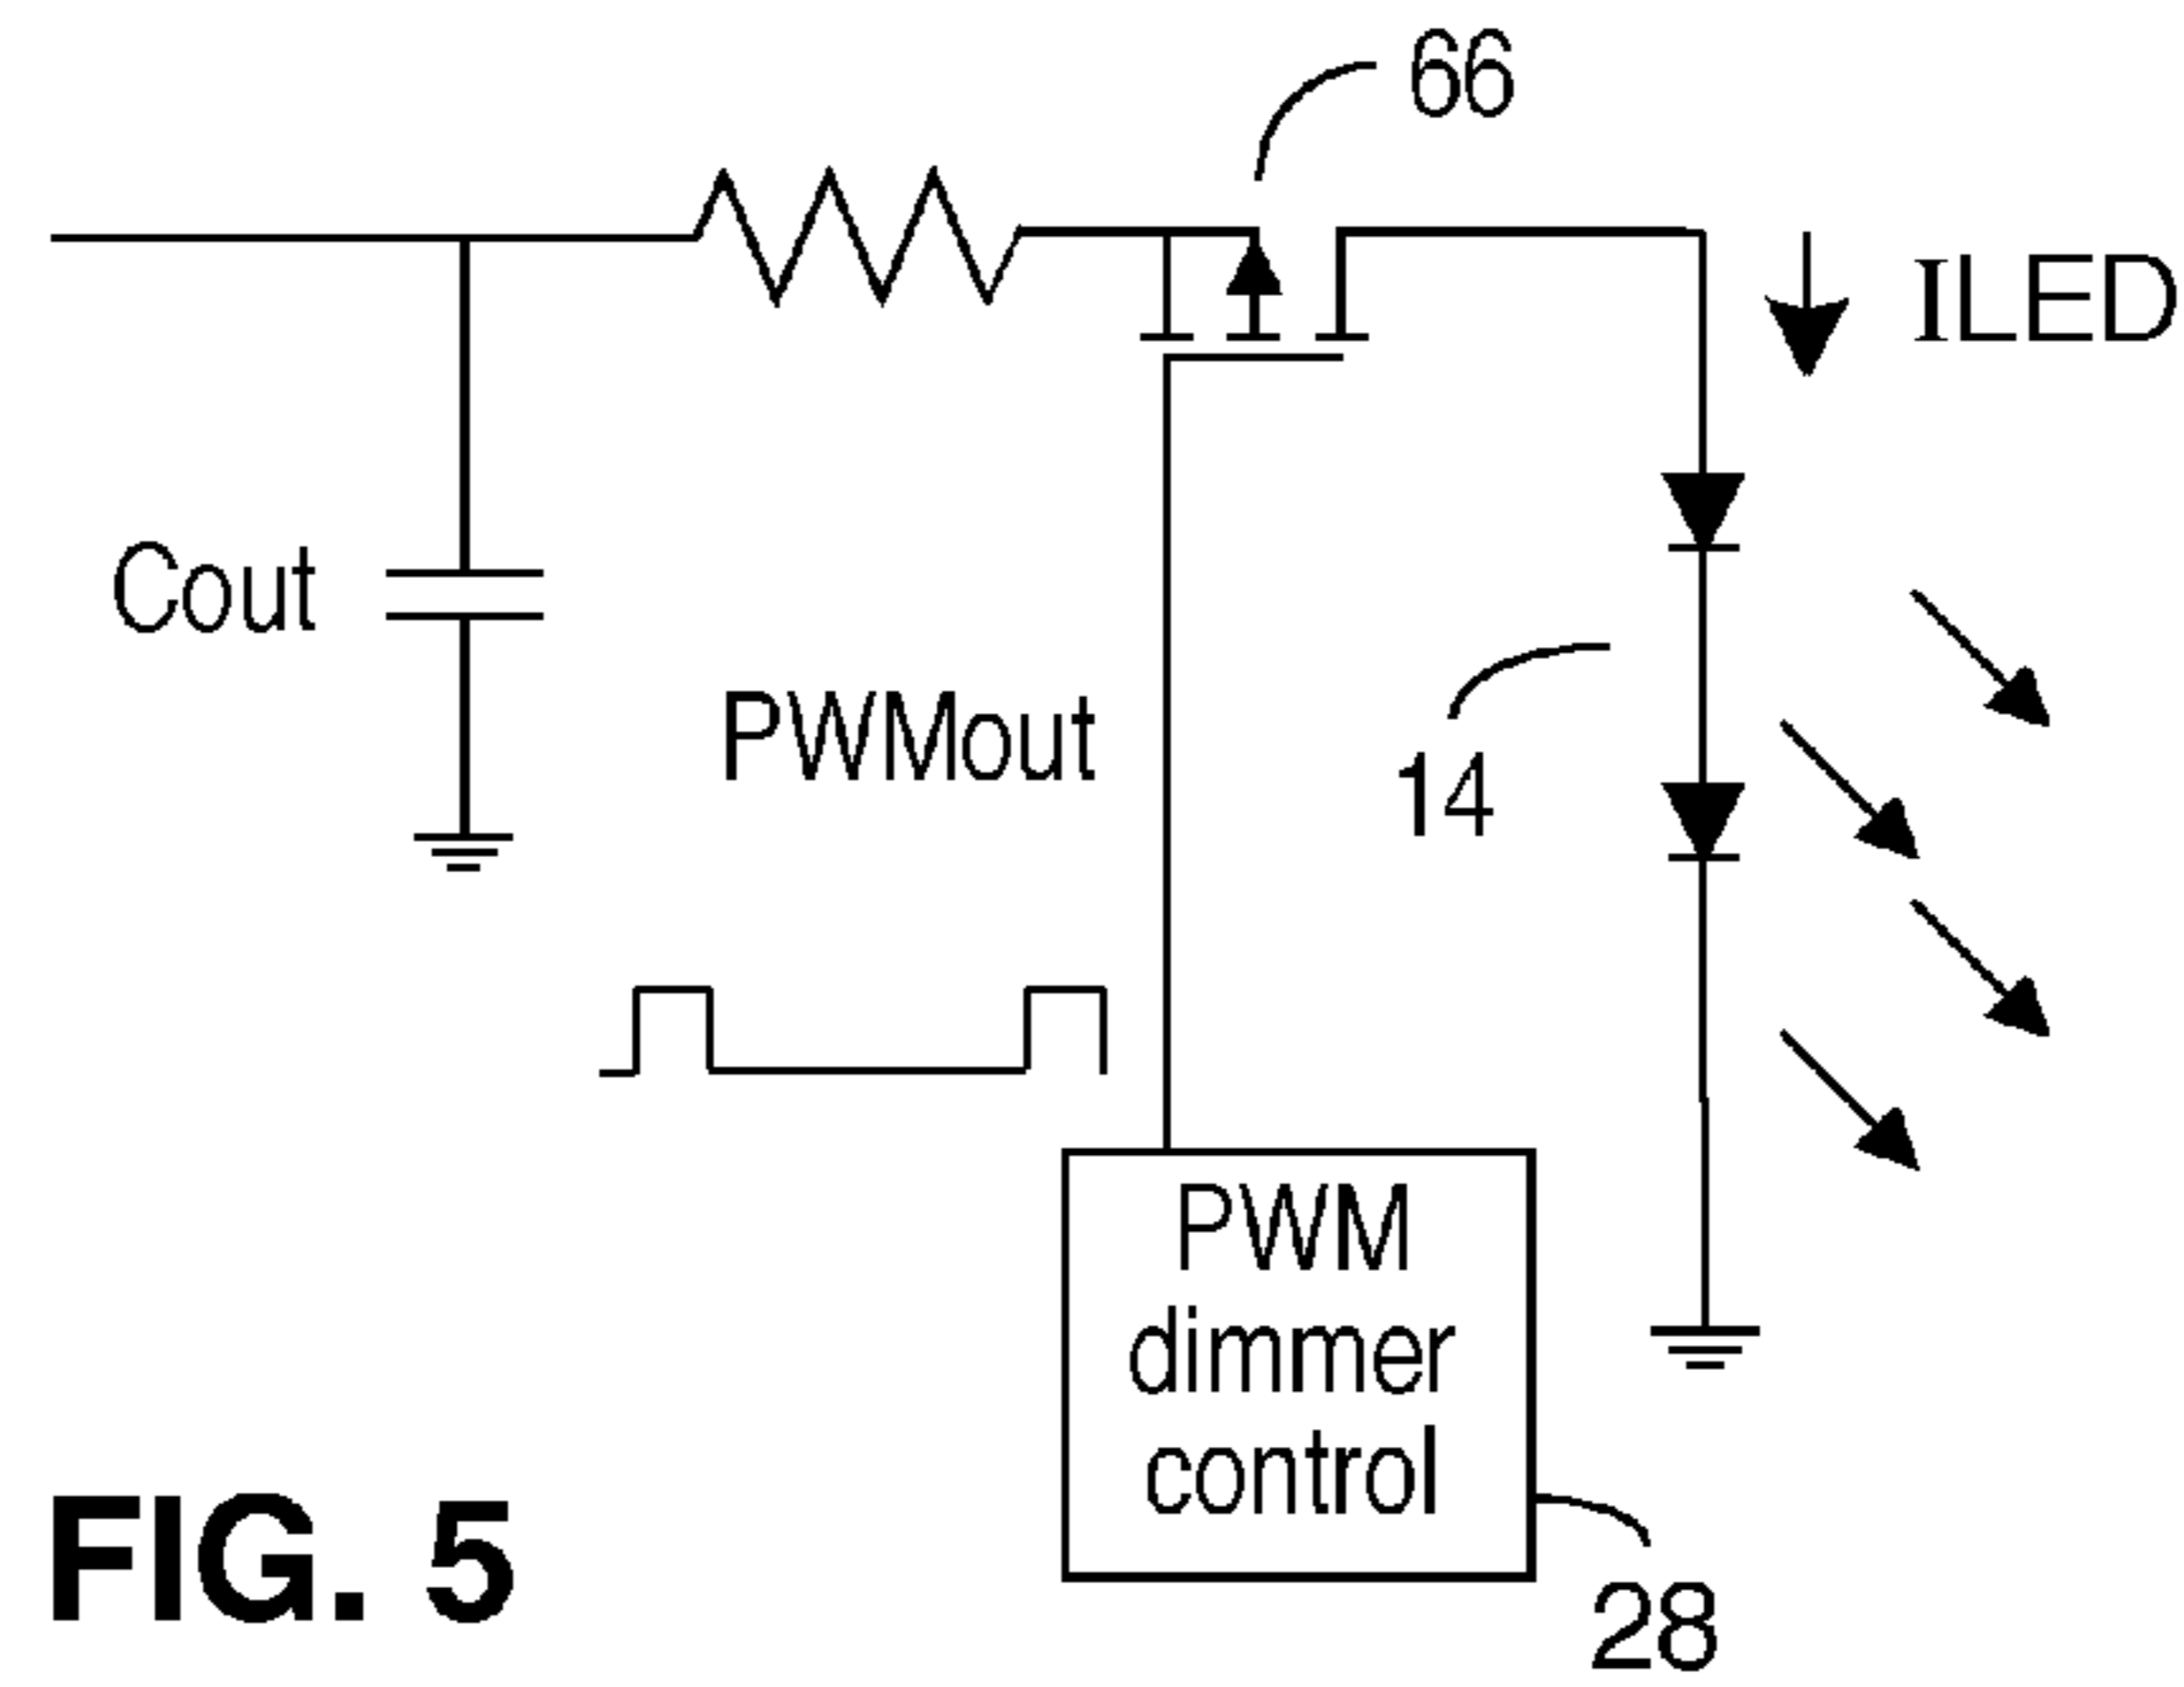 66
ILED
Cout
PWMout
14
PWM
dimmer
control
28
FIG. 5